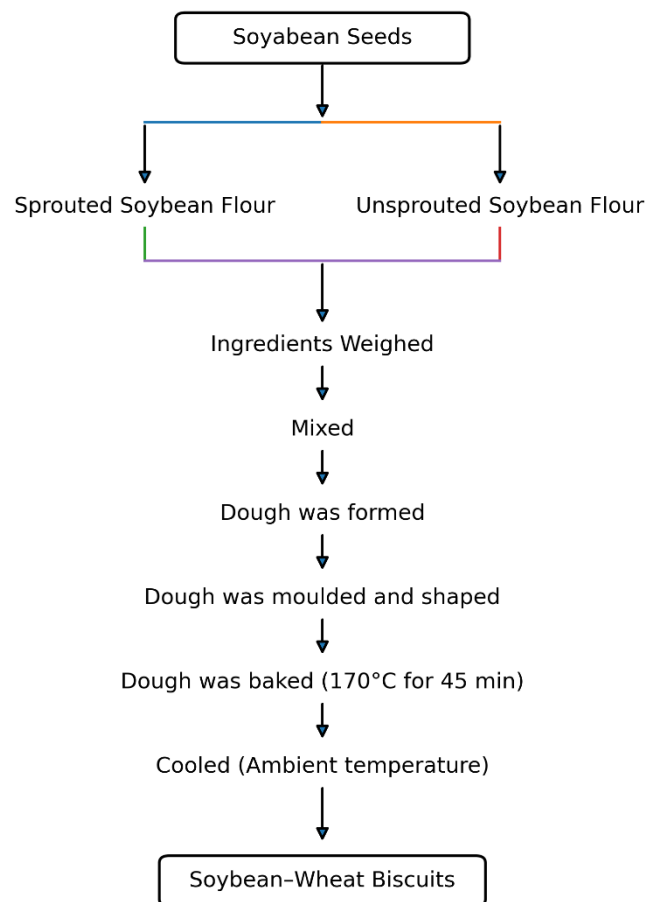 Soyabean Seeds
Sprouted Soybean Flour
Unsprouted Soybean Flour
Ingredients Weighed
Mixed
Dough was formed
Dough was moulded and shaped
Dough was baked (170°C for 45 min)
Cooled (Ambient temperature)
Soybean–Wheat Biscuits